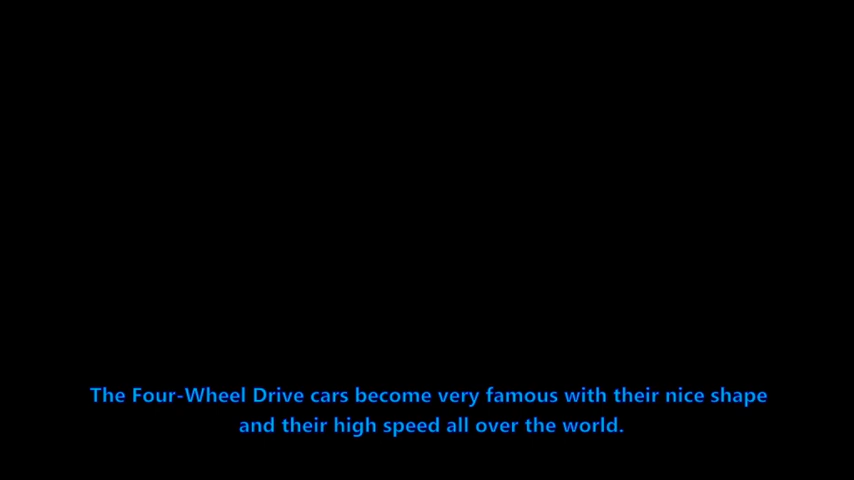 The Four-Wheel Drive cars become very famous with their nice shape
and their high speed all over the world.